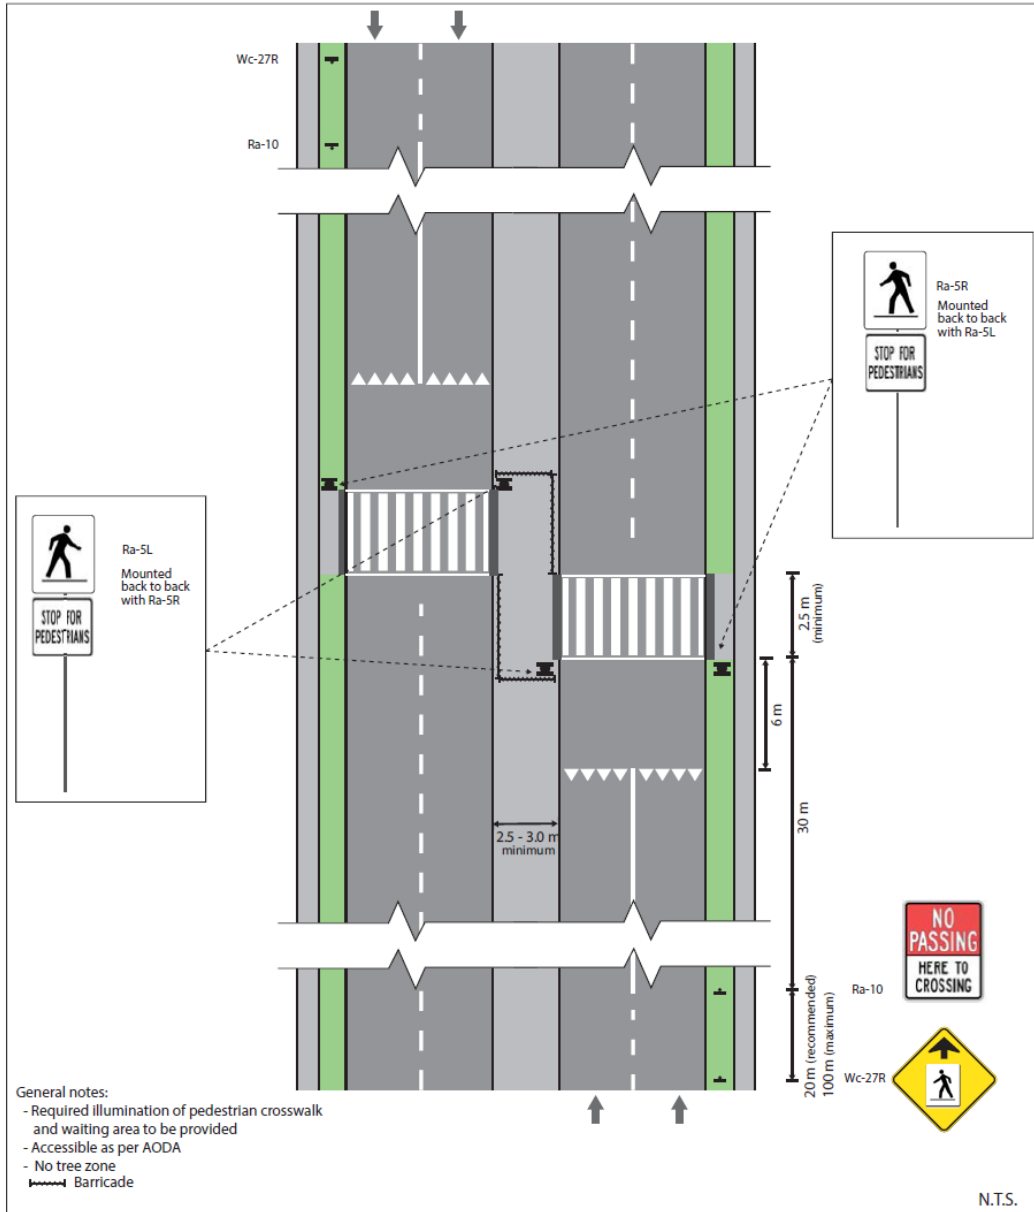 Wc-27R
Ra-10
Ra-5R
Mounted
back to back
with Ra-5L
STOP FOR
PEDESTRIANS
Ra-5L
Mounted
back to back
with Ra-5R
STOP FOR
PEDESTRIANS
2.5 m
(minimum)
6 m
30 m
2.5 - 3.0 m
minimum
NO
PASSING
HERE TO
CROSSING
Ra-10
20 m (recommended)
100 m (maximum)
Wc-27R
General notes:
- Required illumination of pedestrian crosswalk
and waiting area to be provided
- Accessible as per AODA
- No tree zone
Barricade
N.T.S.